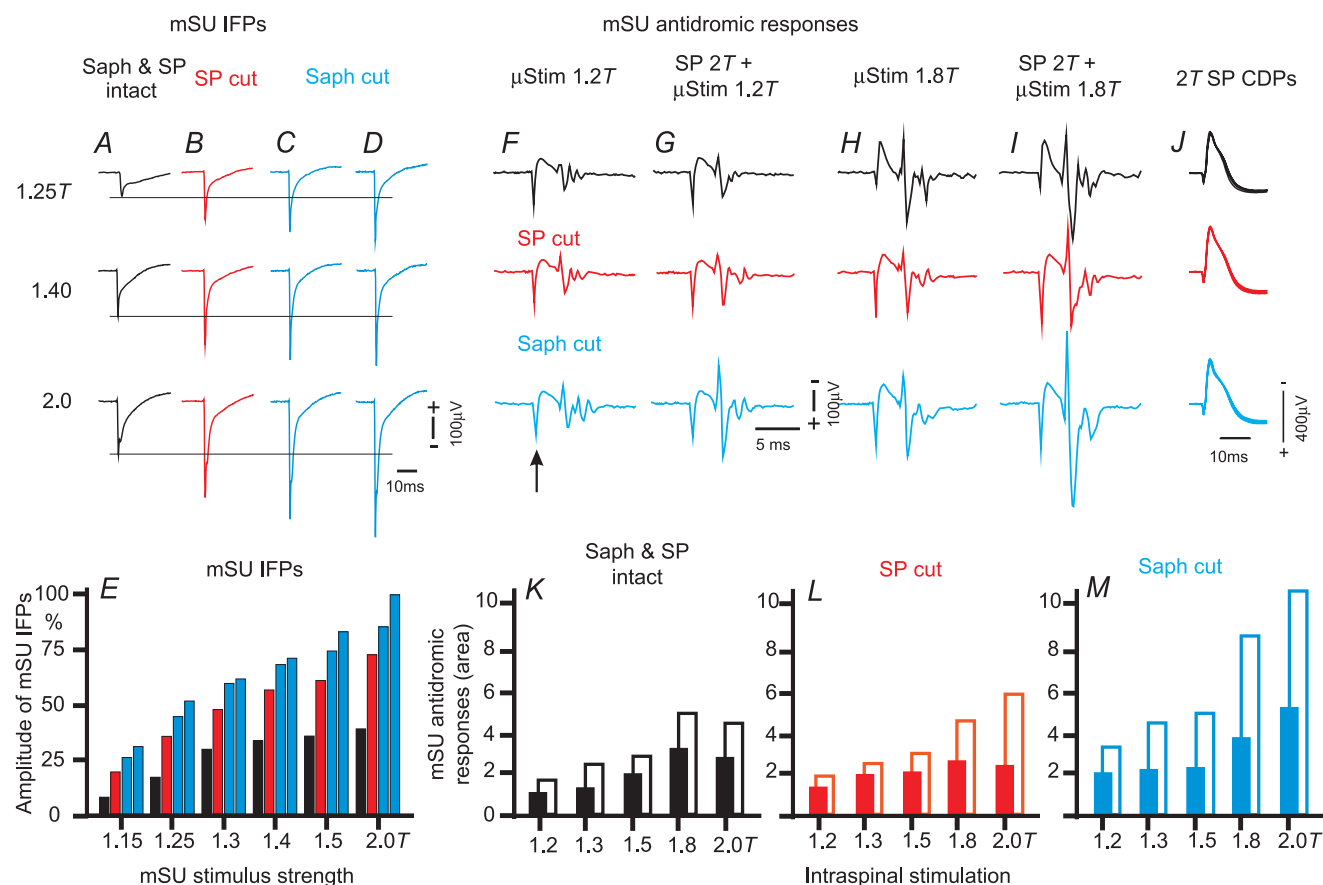 mSU IFPs
mSU antidromic responses
Saph & SP
intact
SP cut
Saph cut
µStim 1.2T
SP 2T +
µStim 1.2T
µStim 1.8T
SP 2T +
µStim 1.8T
2T SP CDPs
A
B
C
D
F
G
H
I
J
1.25T
1.40
2.0
SP cut
Saph cut
+
-
100µV
10ms
-
+
100µV
5 ms
10ms
-
+
400µV
E
mSU IFPs
Amplitude of mSU IFPs
%
100
75
50
25
0
1.15
1.25
1.3
1.4
1.5
2.0T
mSU stimulus strength
Saph & SP
intact
K
mSU antidromic
responses (area)
10
8
6
4
2
0
1.2
1.3
1.5
1.8
2.0T
SP cut
L
10
8
6
4
2
1.2
1.3
1.5
1.8
2.0T
Saph cut
M
10
8
6
4
2
1.2
1.3
1.5
1.8
2.0T
Intraspinal stimulation